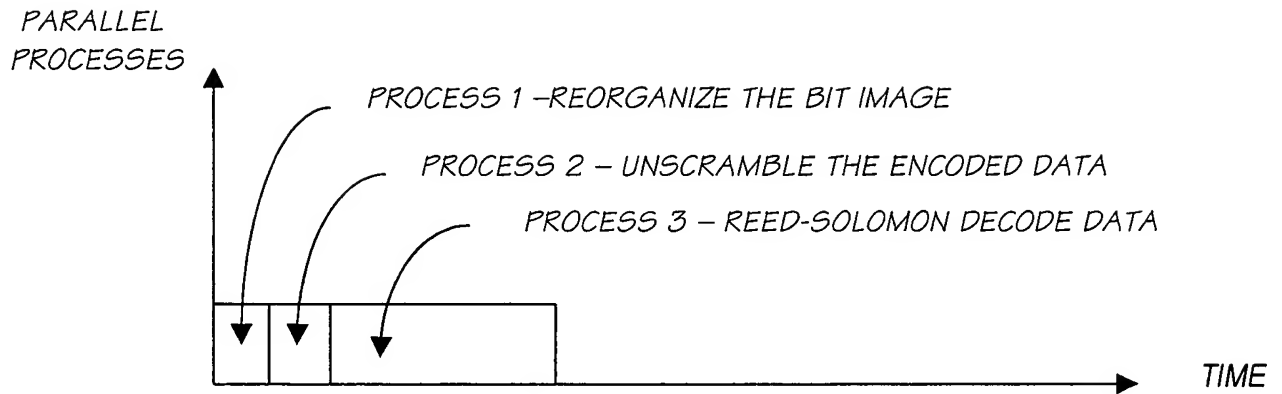 PARALLEL
PROCESSES
PROCESS 1 –REORGANIZE THE BIT IMAGE
PROCESS 2 – UNSCRAMBLE THE ENCODED DATA
PROCESS 3 – REED-SOLOMON DECODE DATA
TIME